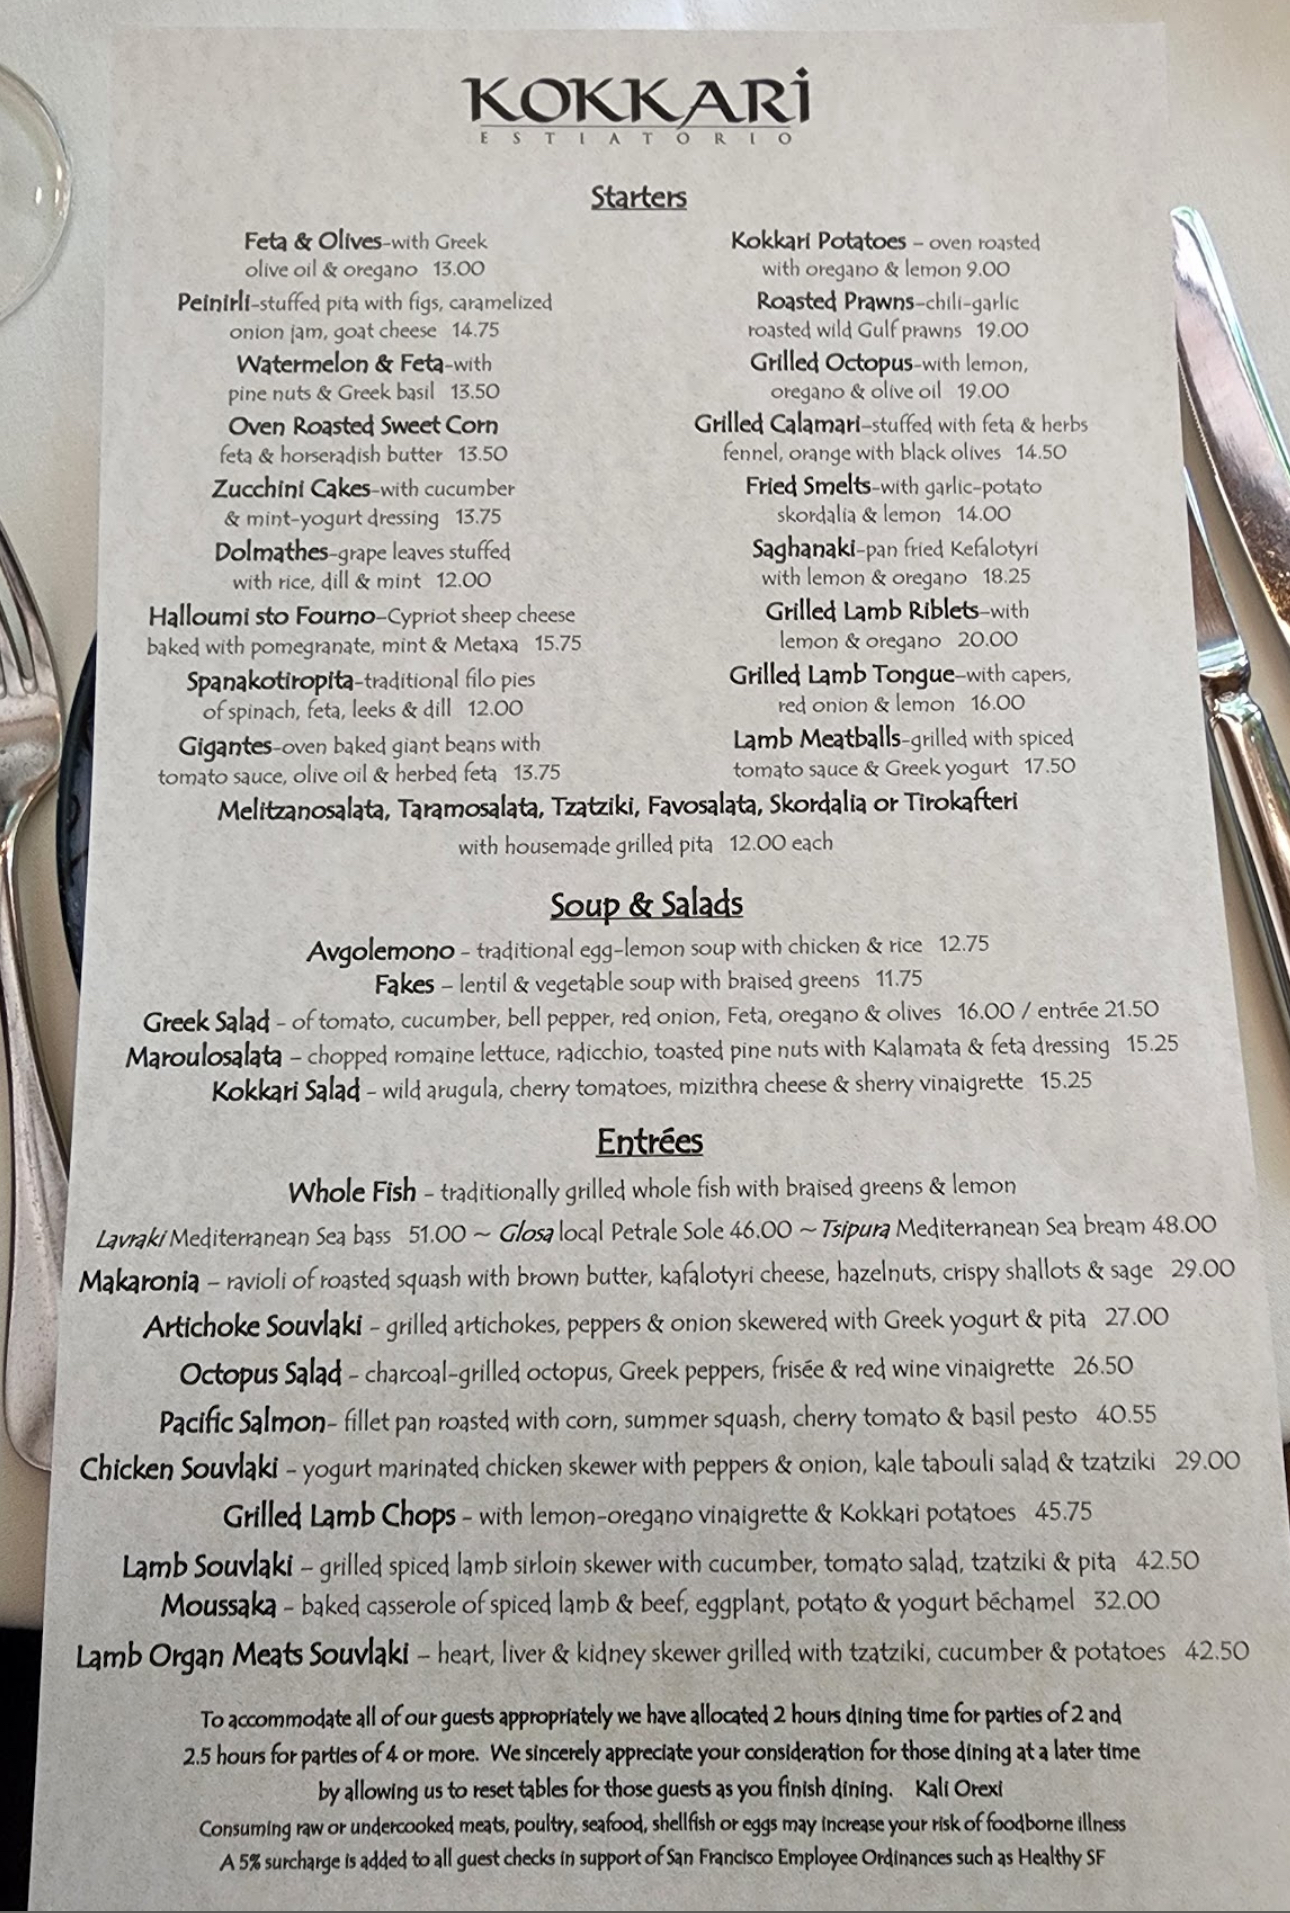 KOKKARI
ESTIATORIO
Starters
Feta & Olives-with Greek
olive oil & oregano 13.00
Peinirli-stuffed pita with figs, caramelized
onion jam, goat cheese 14.75
Watermelon & Feta-with
pine nuts & Greek basil 13.50
Oven Roasted Sweet Corn
feta & horseradish butter 13.50
Zucchini Cakes-with cucumber
& mint-yogurt dressing 13.75
Dolmathes-grape leaves stuffed
with rice, dill & mint 12.00
Halloumi sto Fourno-Cypriot sheep cheese
baked with pomegranate, mint & Metaxa 15.75
Spanakotiropita-traditional filo pies
of spinach, feta, leeks & dill 12.00
Gigantes-oven baked giant beans with
tomato sauce, olive oil & herbed feta 13.75
Kokkari Potatoes – oven roasted
with oregano & lemon 9.00
Roasted Prawns-chili-garlic
roasted wild Gulf prawns 19.00
Grilled Octopus-with lemon,
oregano & olive oil 19.00
Grilled Calamari-stuffed with feta & herbs
fennel, orange with black olives 14.50
Fried Smelts-with garlic-potato
skordalia & lemon 14.00
Saghanaki-pan fried Kefalotyri
with lemon & oregano 18.25
Grilled Lamb Riblets-with
lemon & oregano 20.00
Grilled Lamb Tongue-with capers,
red onion & lemon 16.00
Lamb Meatballs-grilled with spiced
tomato sauce & Greek yogurt 17.50
Melitzanosalata, Taramosalata, Tzatziki, Favosalata, Skordalia or Tirokafteri
with housemade grilled pita 12.00 each
Soup & Salads
Avgolemono – traditional egg-lemon soup with chicken & rice 12.75
Fakes – lentil & vegetable soup with braised greens 11.75
Greek Salad – of tomato, cucumber, bell pepper, red onion, Feta, oregano & olives 16.00 / entrée 21.50
Maroulosalata – chopped romaine lettuce, radicchio, toasted pine nuts with Kalamata & feta dressing 15.25
Kokkari Salad – wild arugula, cherry tomatoes, mizithra cheese & sherry vinaigrette 15.25
Entrées
Whole Fish – traditionally grilled whole fish with braised greens & lemon
Lavraki Mediterranean Sea bass 51.00 ~ Glosa local Petrale Sole 46.00 ~ Tsipura Mediterranean Sea bream 48.00
Makaronia – ravioli of roasted squash with brown butter, kafalotyri cheese, hazelnuts, crispy shallots & sage 29.00
Artichoke Souvlaki – grilled artichokes, peppers & onion skewered with Greek yogurt & pita 27.00
Octopus Salad – charcoal-grilled octopus, Greek peppers, frisée & red wine vinaigrette 26.50
Pacific Salmon– fillet pan roasted with corn, summer squash, cherry tomato & basil pesto 40.55
Chicken Souvlaki – yogurt marinated chicken skewer with peppers & onion, kale tabouli salad & tzatziki 29.00
Grilled Lamb Chops – with lemon-oregano vinaigrette & Kokkari potatoes 45.75
Lamb Souvlaki – grilled spiced lamb sirloin skewer with cucumber, tomato salad, tzatziki & pita 42.50
Moussaka – baked casserole of spiced lamb & beef, eggplant, potato & yogurt béchamel 32.00
Lamb Organ Meats Souvlaki – heart, liver & kidney skewer grilled with tzatziki, cucumber & potatoes 42.50
To accommodate all of our guests appropriately we have allocated 2 hours dining time for parties of 2 and
2.5 hours for parties of 4 or more. We sincerely appreciate your consideration for those dining at a later time
by allowing us to reset tables for those guests as you finish dining. Kali Orexi
Consuming raw or undercooked meats, poultry, seafood, shellfish or eggs may increase your risk of foodborne illness
A 5% surcharge is added to all guest checks in support of San Francisco Employee Ordinances such as Healthy SF